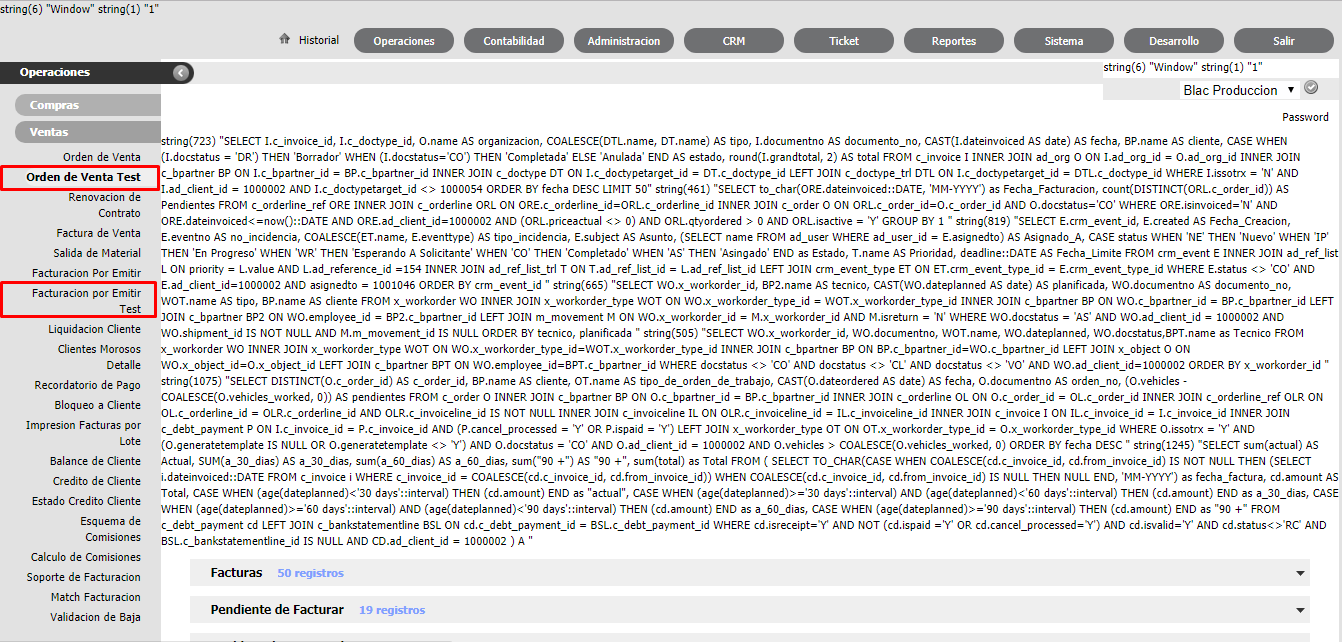 string(6) "Window" string(1) "1"
Historial
Operaciones
Contabilidad
Administracion
CRM
Ticket
Reportes
Sistema
Desarrollo
Salir
Operaciones
string(6) "Window" string(1) "1"
Blac Produccion
Password
Compras
Ventas
Orden de Venta
Orden de Venta Test
Renovacion de
Contrato
Factura de Venta
Salida de Material
Facturacion Por Emitir
Facturacion por Emitir
Test
Liquidacion Cliente
Clientes Morosos
Detalle
Recordatorio de Pago
Bloqueo a Cliente
Impresion Facturas por
Lote
Balance de Cliente
Credito de Cliente
Estado Credito Cliente
Esquema de
Comisiones
Calculo de Comisiones
Soporte de Facturacion
Match Facturacion
Validacion de Baja
string(723) "SELECT I.c_invoice_id, I.c_doctype_id, O.name AS organizacion, COALESCE(DTL.name, DT.name) AS tipo, I.documentno AS documento_no, CAST(I.dateinvoiced AS date) AS fecha, BP.name AS cliente, CASE WHEN
(I.docstatus = 'DR') THEN 'Borrador' WHEN (I.docstatus='CO') THEN 'Completada' ELSE 'Anulada' END AS estado, round(I.grandtotal, 2) AS total FROM c_invoice I INNER JOIN ad_org O ON I.ad_org_id = O.ad_org_id INNER JOIN
c_bpartner BP ON I.c_bpartner_id = BP.c_bpartner_id INNER JOIN c_doctype DT ON I.c_doctypetarget_id = DT.c_doctype_id LEFT JOIN c_doctype_trl DTL ON I.c_doctypetarget_id = DTL.c_doctype_id WHERE I.issotrx = 'N' AND
I.ad_client_id = 1000002 AND I.c_doctypetarget_id <> 1000054 ORDER BY fecha DESC LIMIT 50" string(461) "SELECT to_char(ORE.dateinvoiced::DATE, 'MM-YYYY') as Fecha_Facturacion, count(DISTINCT(ORL.c_order_id)) AS
Pendientes FROM c_orderline_ref ORE INNER JOIN c_orderline ORL ON ORE.c_orderline_id=ORL.c_orderline_id INNER JOIN c_order O ON ORL.c_order_id=O.c_order_id AND O.docstatus='CO' WHERE ORE.isinvoiced='N' AND
ORE.dateinvoiced<=now()::DATE AND ORE.ad_client_id=1000002 AND (ORL.priceactual <> 0) AND ORL.qtyordered > 0 AND ORL.isactive = 'Y' GROUP BY 1 " string(819) "SELECT E.crm_event_id, E.created AS Fecha_Creacion,
E.eventno AS no_incidencia, COALESCE(ET.name, E.eventtype) AS tipo_incidencia, E.subject AS Asunto, (SELECT name FROM ad_user WHERE ad_user_id = E.asignedto) AS Asignado_A, CASE status WHEN 'NE' THEN 'Nuevo' WHEN 'IP'
THEN 'En Progreso' WHEN 'WR' THEN 'Esperando A Solicitante' WHEN 'CO' THEN 'Completado' WHEN 'AS' THEN 'Asingado' END as Estado, T.name AS Prioridad, deadline::DATE AS Fecha_Limite FROM crm_event E INNER JOIN ad_ref_list
L ON priority = L.value AND L.ad_reference_id =154 INNER JOIN ad_ref_list_trl T ON T.ad_ref_list_id = L.ad_ref_list_id LEFT JOIN crm_event_type ET ON ET.crm_event_type_id = E.crm_event_type_id WHERE E.status <> 'CO' AND
E.ad_client_id=1000002 AND asignedto = 1001046 ORDER BY crm_event_id " string(665) "SELECT WO.x_workorder_id, BP2.name AS tecnico, CAST(WO.dateplanned AS date) AS planificada, WO.documentno AS documento_no,
WOT.name AS tipo, BP.name AS cliente FROM x_workorder WO INNER JOIN x_workorder_type WOT ON WO.x_workorder_type_id = WOT.x_workorder_type_id INNER JOIN c_bpartner BP ON WO.c_bpartner_id = BP.c_bpartner_id LEFT
JOIN c_bpartner BP2 ON WO.employee_id = BP2.c_bpartner_id LEFT JOIN m_movement M ON WO.x_workorder_id = M.x_workorder_id AND M.isreturn = 'N' WHERE WO.docstatus = 'AS' AND WO.ad_client_id = 1000002 AND
WO.shipment_id IS NOT NULL AND M.m_movement_id IS NULL ORDER BY tecnico, planificada " string(505) "SELECT WO.x_workorder_id, WO.documentno, WOT.name, WO.dateplanned, WO.docstatus,BPT.name as Tecnico FROM
x_workorder WO INNER JOIN x_workorder_type WOT ON WO.x_workorder_type_id=WOT.x_workorder_type_id INNER JOIN c_bpartner BP ON BP.c_bpartner_id=WO.c_bpartner_id LEFT JOIN x_object O ON
WO.x_object_id=O.x_object_id LEFT JOIN c_bpartner BPT ON WO.employee_id=BPT.c_bpartner_id WHERE docstatus <> 'CO' AND docstatus <> 'CL' AND docstatus <> 'VO' AND WO.ad_client_id=1000002 ORDER BY x_workorder_id "
string(1075) "SELECT DISTINCT(O.c_order_id) AS c_order_id, BP.name AS cliente, OT.name AS tipo_de_orden_de_trabajo, CAST(O.dateordered AS date) AS fecha, O.documentno AS orden_no, (O.vehicles -
COALESCE(O.vehicles_worked, 0)) AS pendientes FROM c_order O INNER JOIN c_bpartner BP ON O.c_bpartner_id = BP.c_bpartner_id INNER JOIN c_orderline OL ON O.c_order_id = OL.c_order_id INNER JOIN c_orderline_ref OLR ON
OL.c_orderline_id = OLR.c_orderline_id AND OLR.c_invoiceline_id IS NOT NULL INNER JOIN c_invoiceline IL ON OLR.c_invoiceline_id = IL.c_invoiceline_id INNER JOIN c_invoice I ON IL.c_invoice_id = I.c_invoice_id INNER JOIN
c_debt_payment P ON I.c_invoice_id = P.c_invoice_id AND (P.cancel_processed = 'Y' OR P.ispaid = 'Y') LEFT JOIN x_workorder_type OT ON OT.x_workorder_type_id = O.x_workorder_type_id WHERE O.issotrx = 'Y' AND
(O.generatetemplate IS NULL OR O.generatetemplate <> 'Y') AND O.docstatus = 'CO' AND O.ad_client_id = 1000002 AND O.vehicles > COALESCE(O.vehicles_worked, 0) ORDER BY fecha DESC " string(1245) "SELECT sum(actual) AS
Actual, SUM(a_30_dias) AS a_30_dias, sum(a_60_dias) AS a_60_dias, sum("90 +") AS "90 +", sum(total) as Total FROM ( SELECT TO_CHAR(CASE WHEN COALESCE(cd.c_invoice_id, cd.from_invoice_id) IS NOT NULL THEN (SELECT
i.dateinvoiced::DATE FROM c_invoice i WHERE c_invoice_id = COALESCE(cd.c_invoice_id, cd.from_invoice_id)) WHEN COALESCE(cd.c_invoice_id, cd.from_invoice_id) IS NULL THEN NULL END, 'MM-YYYY') as fecha_factura, cd.amount AS
Total, CASE WHEN (age(dateplanned)<'30 days'::interval) THEN (cd.amount) END as "actual", CASE WHEN (age(dateplanned)>='30 days'::interval) AND (age(dateplanned)<'60 days'::interval) THEN (cd.amount) END as a_30_dias, CASE
WHEN (age(dateplanned)>='60 days'::interval) AND (age(dateplanned)<'90 days'::interval) THEN (cd.amount) END as a_60_dias, CASE WHEN (age(dateplanned)>='90 days'::interval) THEN (cd.amount) END as "90 +" FROM
c_debt_payment cd LEFT JOIN c_bankstatementline BSL ON cd.c_debt_payment_id = BSL.c_debt_payment_id WHERE cd.isreceipt='Y' AND NOT (cd.ispaid ='Y' OR cd.cancel_processed='Y') AND cd.isvalid='Y' AND cd.status<>'RC' AND
BSL.c_bankstatementline_id IS NULL AND CD.ad_client_id = 1000002 ) A "
Facturas 50 registros
Pendiente de Facturar 19 registros